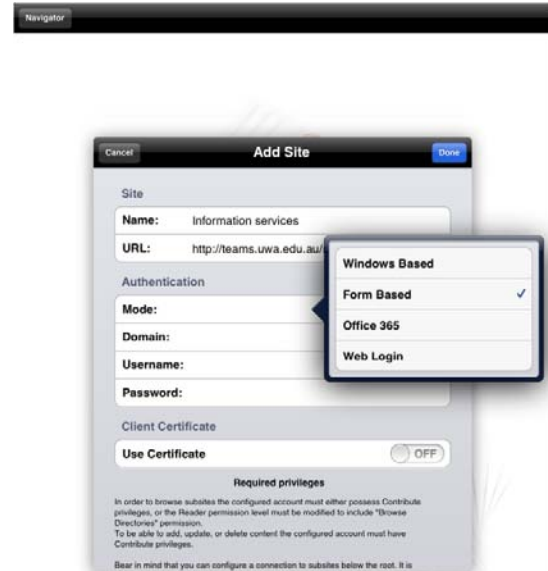 Navigator
Cancel
Add Site
Done
Site
Name: Information services
URL: http://teams.uwa.edu.au/
Windows Based
Form Based
Office 365
Web Login
Authentication
Mode:
Domain:
Username:
Password:
Client Certificate
Use Certificate
OFF
Required privileges
In order to browse subsites the configured account must either possess Contribute
privileges, or the Reader permission level must be modified to include "Browse
Directories" permission.
To be able to add, update, or delete content the configured account must have
Contribute privileges.
Bear in mind that you can configure a connection to subsites below the root. It is